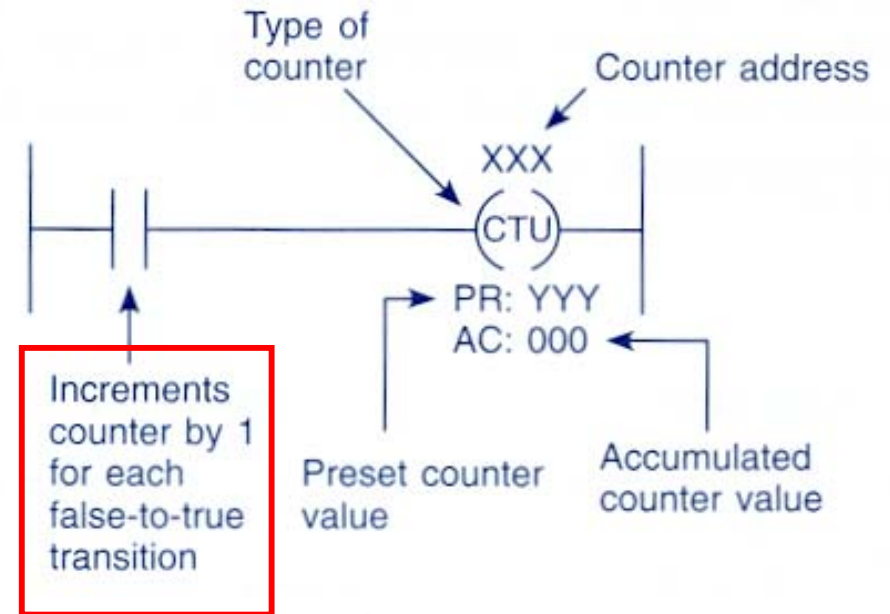 Type of
counter
Counter address
XXX
CTU
PR: YYY
AC: 000
Increments
counter by 1
for each
false-to-true
transition
Preset counter
value
Accumulated
counter value